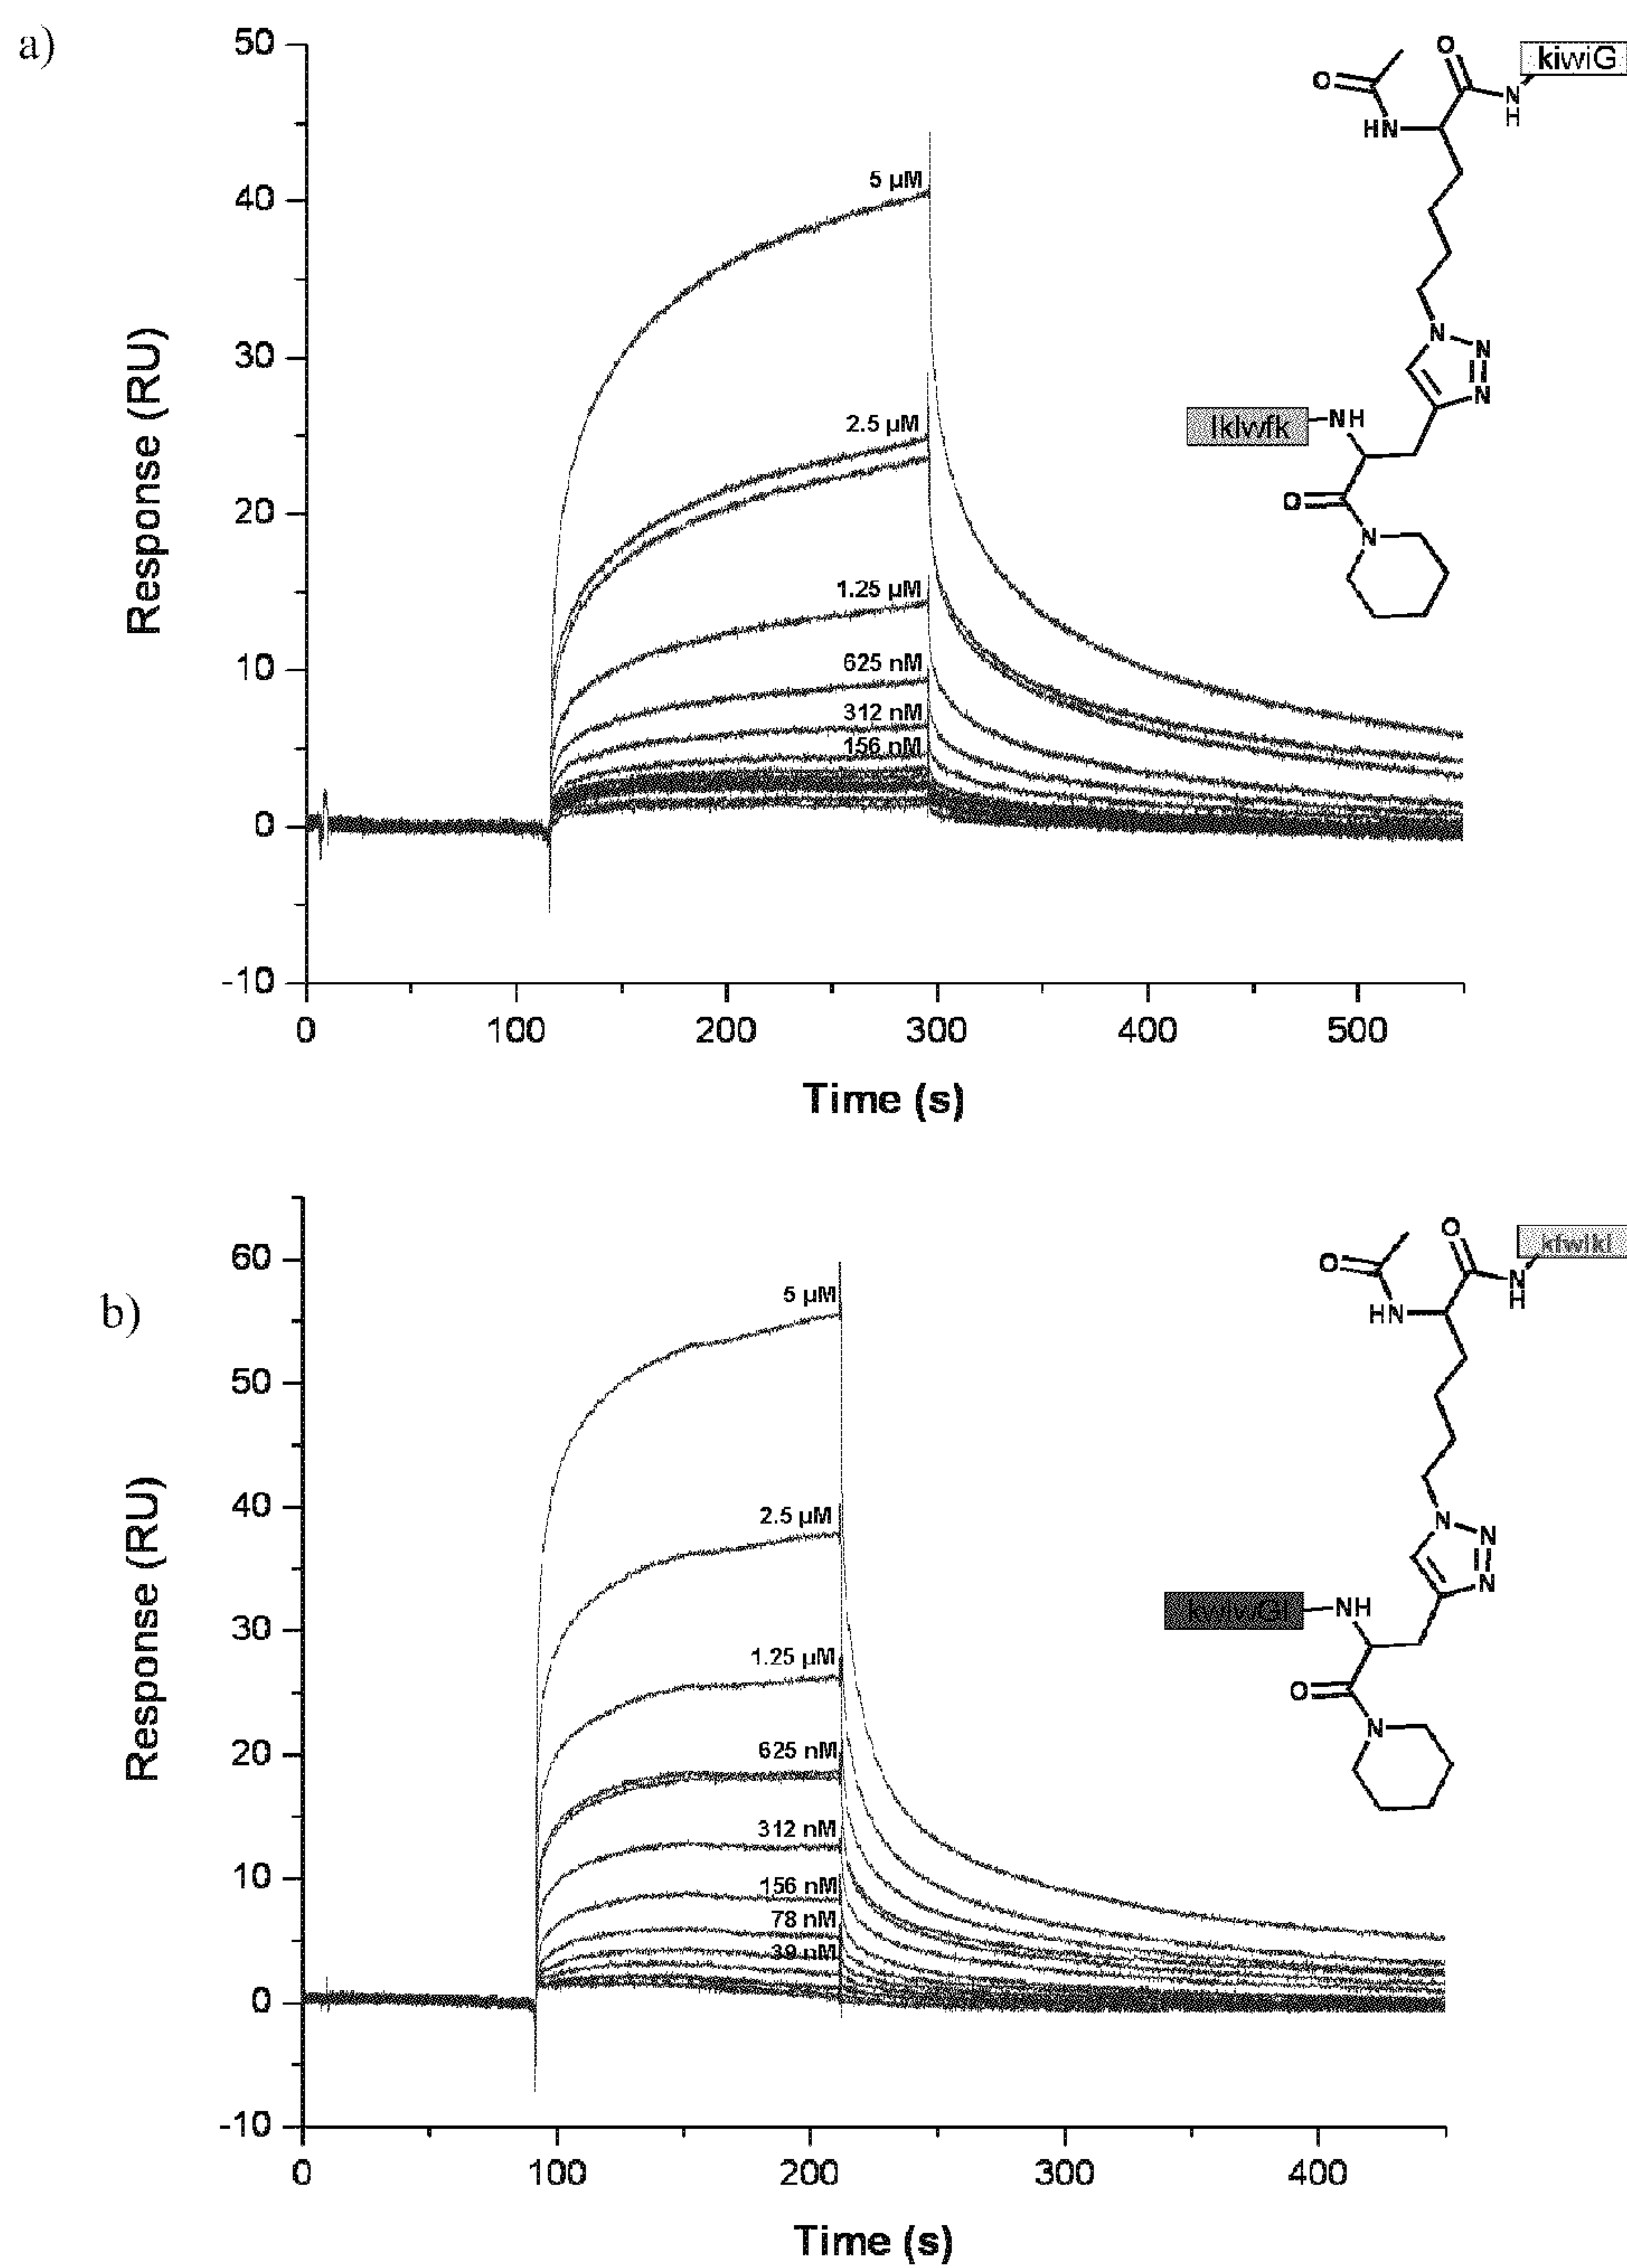 a)
50
40
30
20
10
0
-10
Response (RU)
5 µM
2.5 µM
1.25 µM
625 nM
312 nM
156 nM
0
100
200
300
400
500
Time (s)
O
O
HN
N
H
kiwiG
N
N
N
lklwfk
NH
O
N
b)
60
50
40
30
20
10
0
-10
Response (RU)
5 µM
2.5 µM
1.25 µM
625 nM
312 nM
156 nM
78 nM
39 nM
0
100
200
300
400
Time (s)
O
O
HN
N
H
kfwlkl
N
N
N
NH
O
N